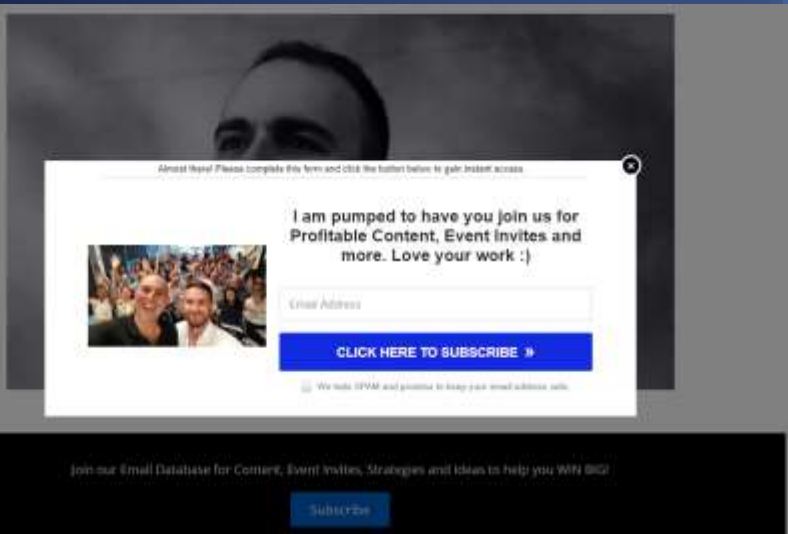 Almost there! Please complete this form and click the button below to gain instant access.
I am pumped to have you join us for
Profitable Content, Event Invites and
more. Love your work :)
Email Address
CLICK HERE TO SUBSCRIBE »
We hate SPAM and promise to keep your email address safe.
Join our Email Database for Content, Event Invites, Strategies and Ideas to help you WIN BIG!
Subscribe